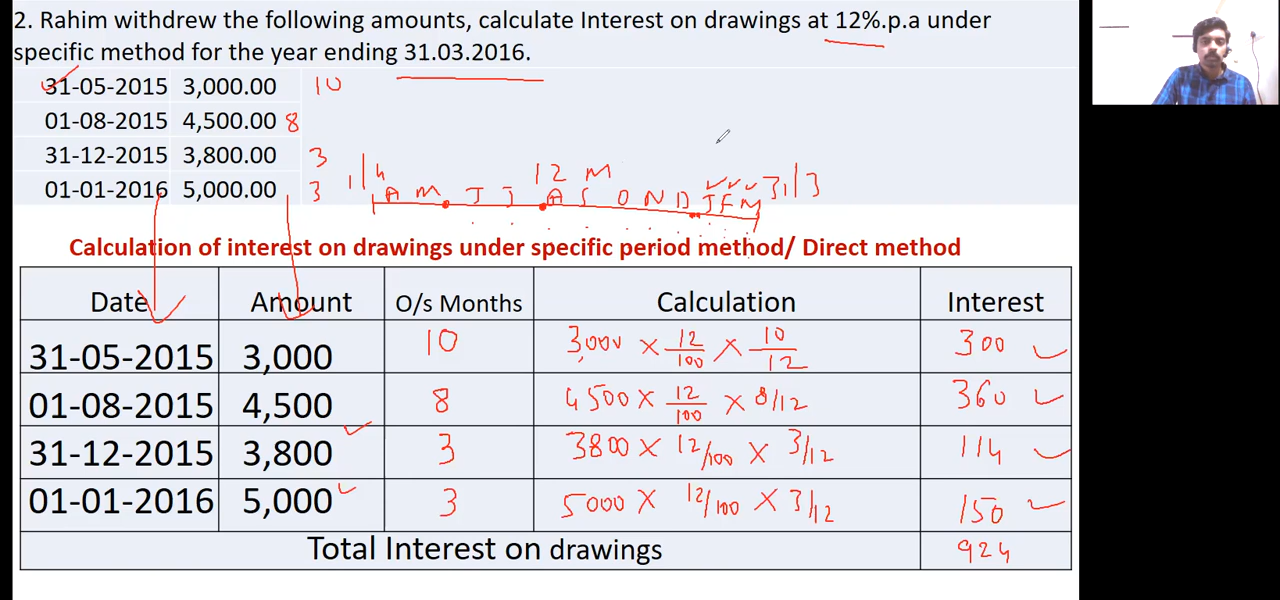 2. Rahim withdrew the following amounts, calculate Interest on drawings at 12%.p.a under
specific method for the year ending 31.03.2016.
31-05-2015 3,000.00 10
01-08-2015 4,500.00 8
31-12-2015 3,800.00 3
01-01-2016 5,000.00 3
12 M
1/4 A M J J A S O N D J F M 31/3
Calculation of interest on drawings under specific period method/ Direct method
Date Amount O/s Months Calculation Interest
31-05-2015 3,000 10 3,000 × 12/100 × 10/12 300
01-08-2015 4,500 8 4500 × 12/100 × 8/12 360
31-12-2015 3,800 3 3800 × 12/100 × 3/12 114
01-01-2016 5,000 3 5000 × 12/100 × 3/12 150
Total Interest on drawings 924